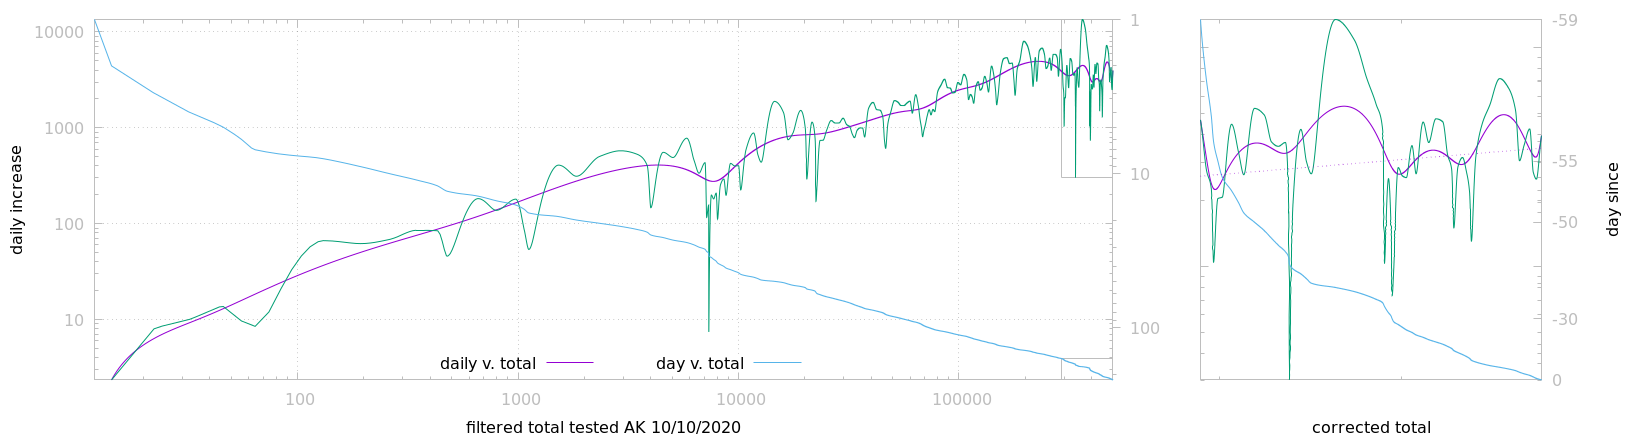 10000
1000
100
10
daily increase
1
10
100
daily v. total
day v. total
100
1000
10000
100000
filtered total tested AK 10/10/2020
-59
-55
-50
-30
0
day since
corrected total